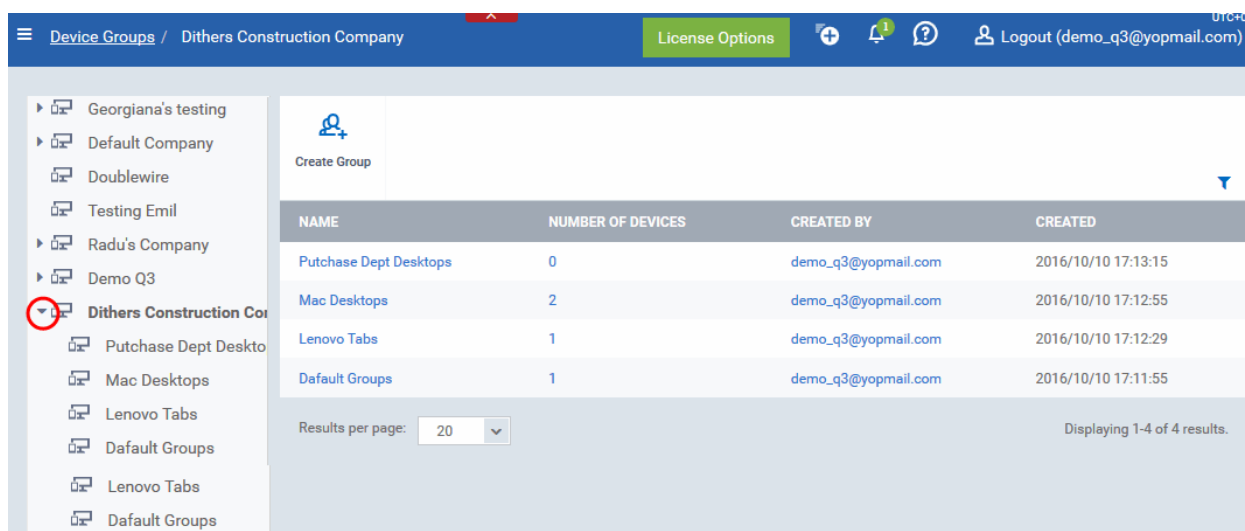 UTC+0
Device Groups / Dithers Construction Company
License Options
1
Logout (demo_q3@yopmail.com)
Georgiana's testing
Default Company
Doublewire
Testing Emil
Radu's Company
Demo Q3
Dithers Construction Con
Putchase Dept Deskto
Mac Desktops
Lenovo Tabs
Dafault Groups
Lenovo Tabs
Dafault Groups
Create Group
NAME NUMBER OF DEVICES CREATED BY CREATED
Putchase Dept Desktops 0 demo_q3@yopmail.com 2016/10/10 17:13:15
Mac Desktops 2 demo_q3@yopmail.com 2016/10/10 17:12:55
Lenovo Tabs 1 demo_q3@yopmail.com 2016/10/10 17:12:29
Dafault Groups 1 demo_q3@yopmail.com 2016/10/10 17:11:55
Results per page: 20
Displaying 1-4 of 4 results.